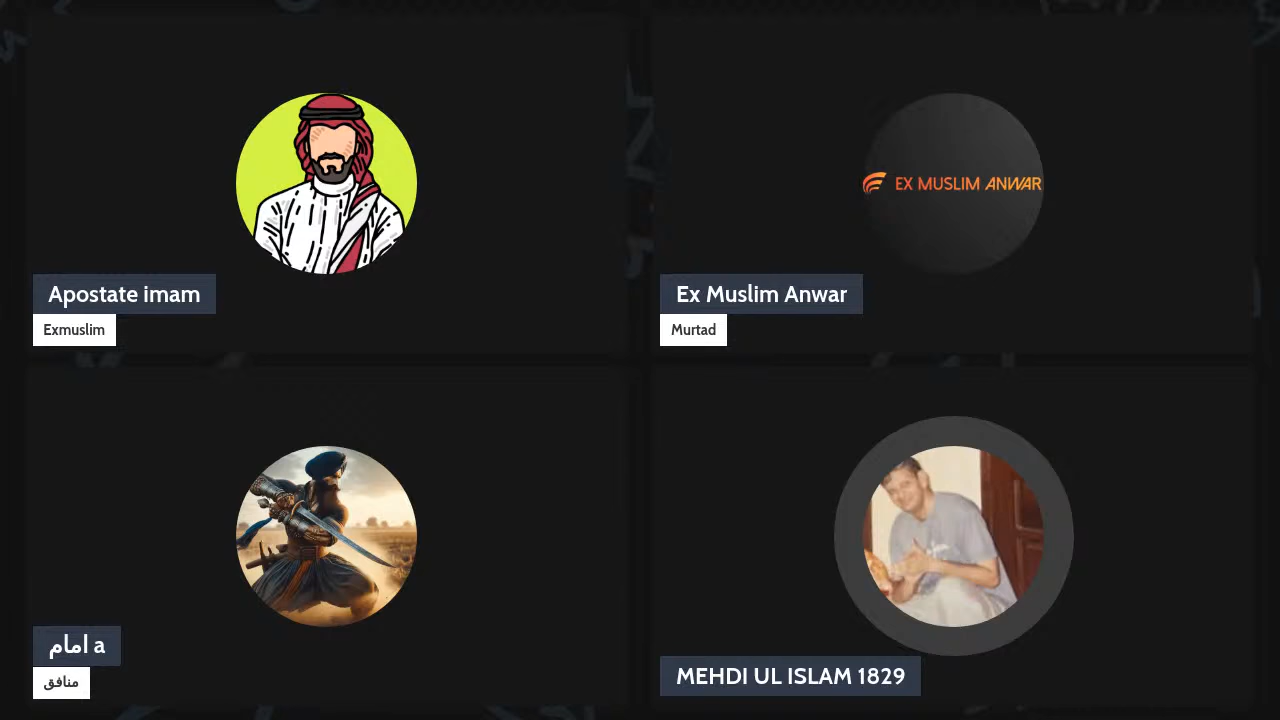 EX MUSLIM ANWAR
Apostate imam
Exmuslim
Ex Muslim Anwar
Murtad
امام a
منافق
MEHDI UL ISLAM 1829